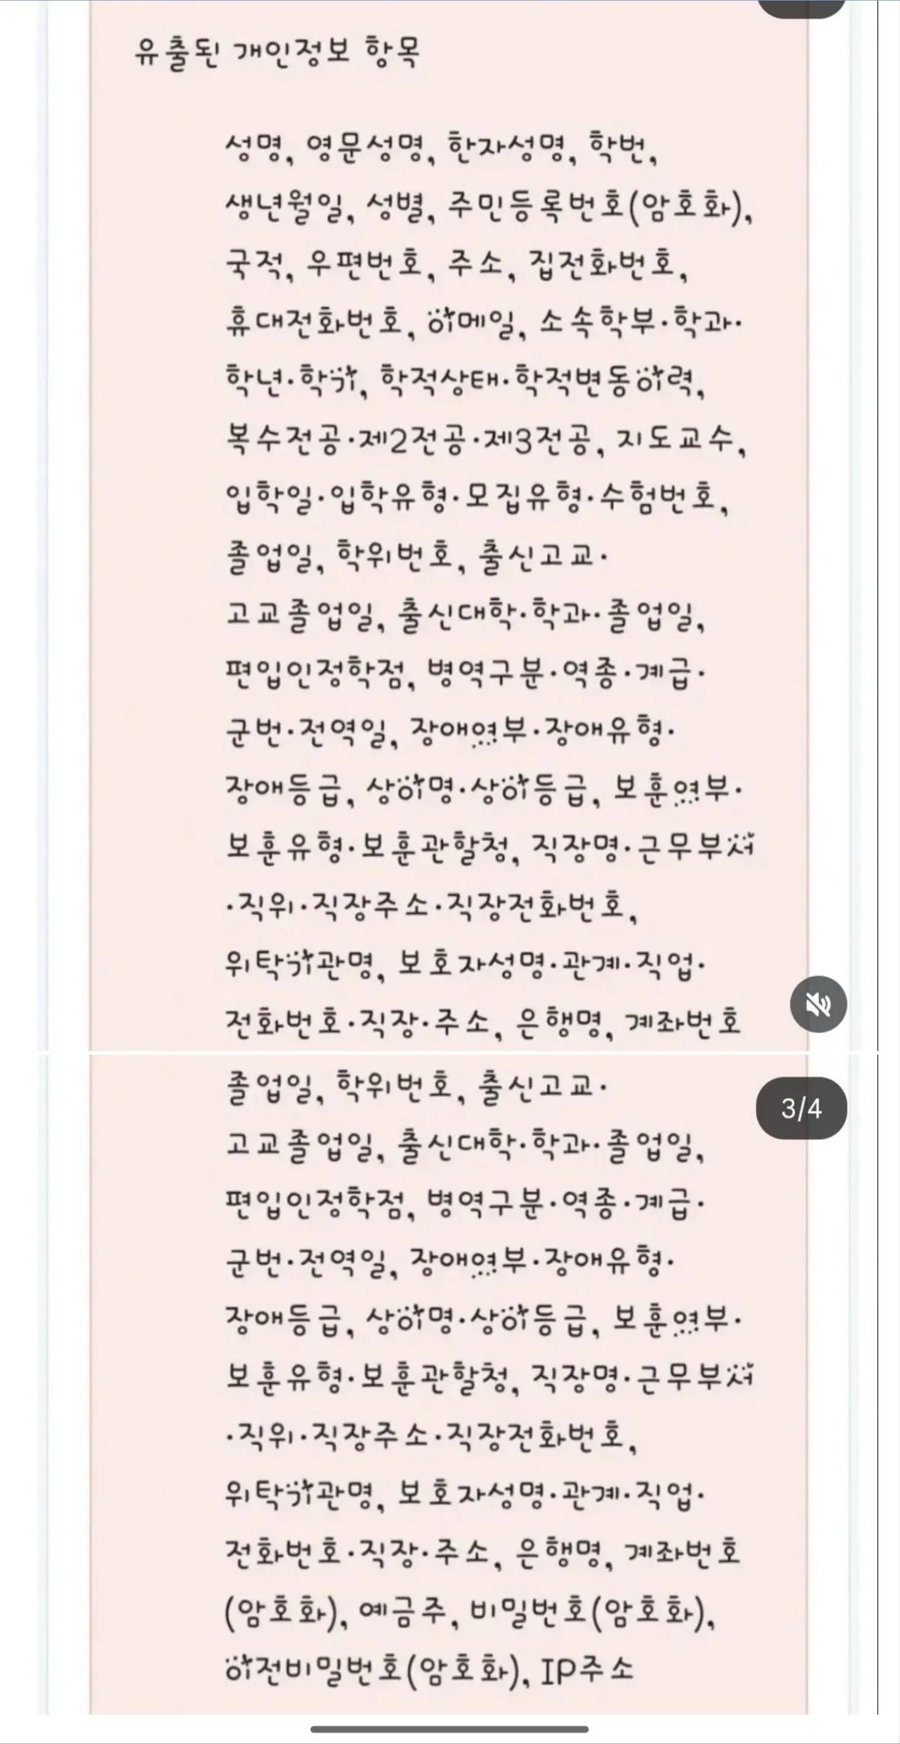 유출된 개인정보 항목
성명, 영문성명, 한자성명, 학번,
생년월일, 성별, 주민등록번호(암호화),
국적, 우편번호, 주소, 집전화번호,
휴대전화번호, 이메일, 소속학부·학과·
학년·학기, 학적상태·학적변동이력,
복수전공·제2전공·제3전공, 지도교수,
입학일·입학유형·모집유형·수험번호,
졸업일, 학위번호, 출신고교·
고교졸업일, 출신대학·학과·졸업일,
편입인정학점, 병역구분·역종·계급·
군번·전역일, 장애여부·장애유형·
장애등급, 상이명·상이등급, 보훈여부·
보훈유형·보훈관할청, 직장명·근무부서
·직위·직장주소·직장전화번호,
위탁기관명, 보호자성명·관계·직업·
전화번호·직장·주소, 은행명, 계좌번호
졸업일, 학위번호, 출신고교·
3/4
고교졸업일, 출신대학·학과·졸업일,
편입인정학점, 병역구분·역종·계급·
군번·전역일, 장애여부·장애유형·
장애등급, 상이명·상이등급, 보훈여부·
보훈유형·보훈관할청, 직장명·근무부서
·직위·직장주소·직장전화번호,
위탁기관명, 보호자성명·관계·직업·
전화번호·직장·주소, 은행명, 계좌번호
(암호화), 예금주, 비밀번호(암호화),
이전비밀번호(암호화), IP주소